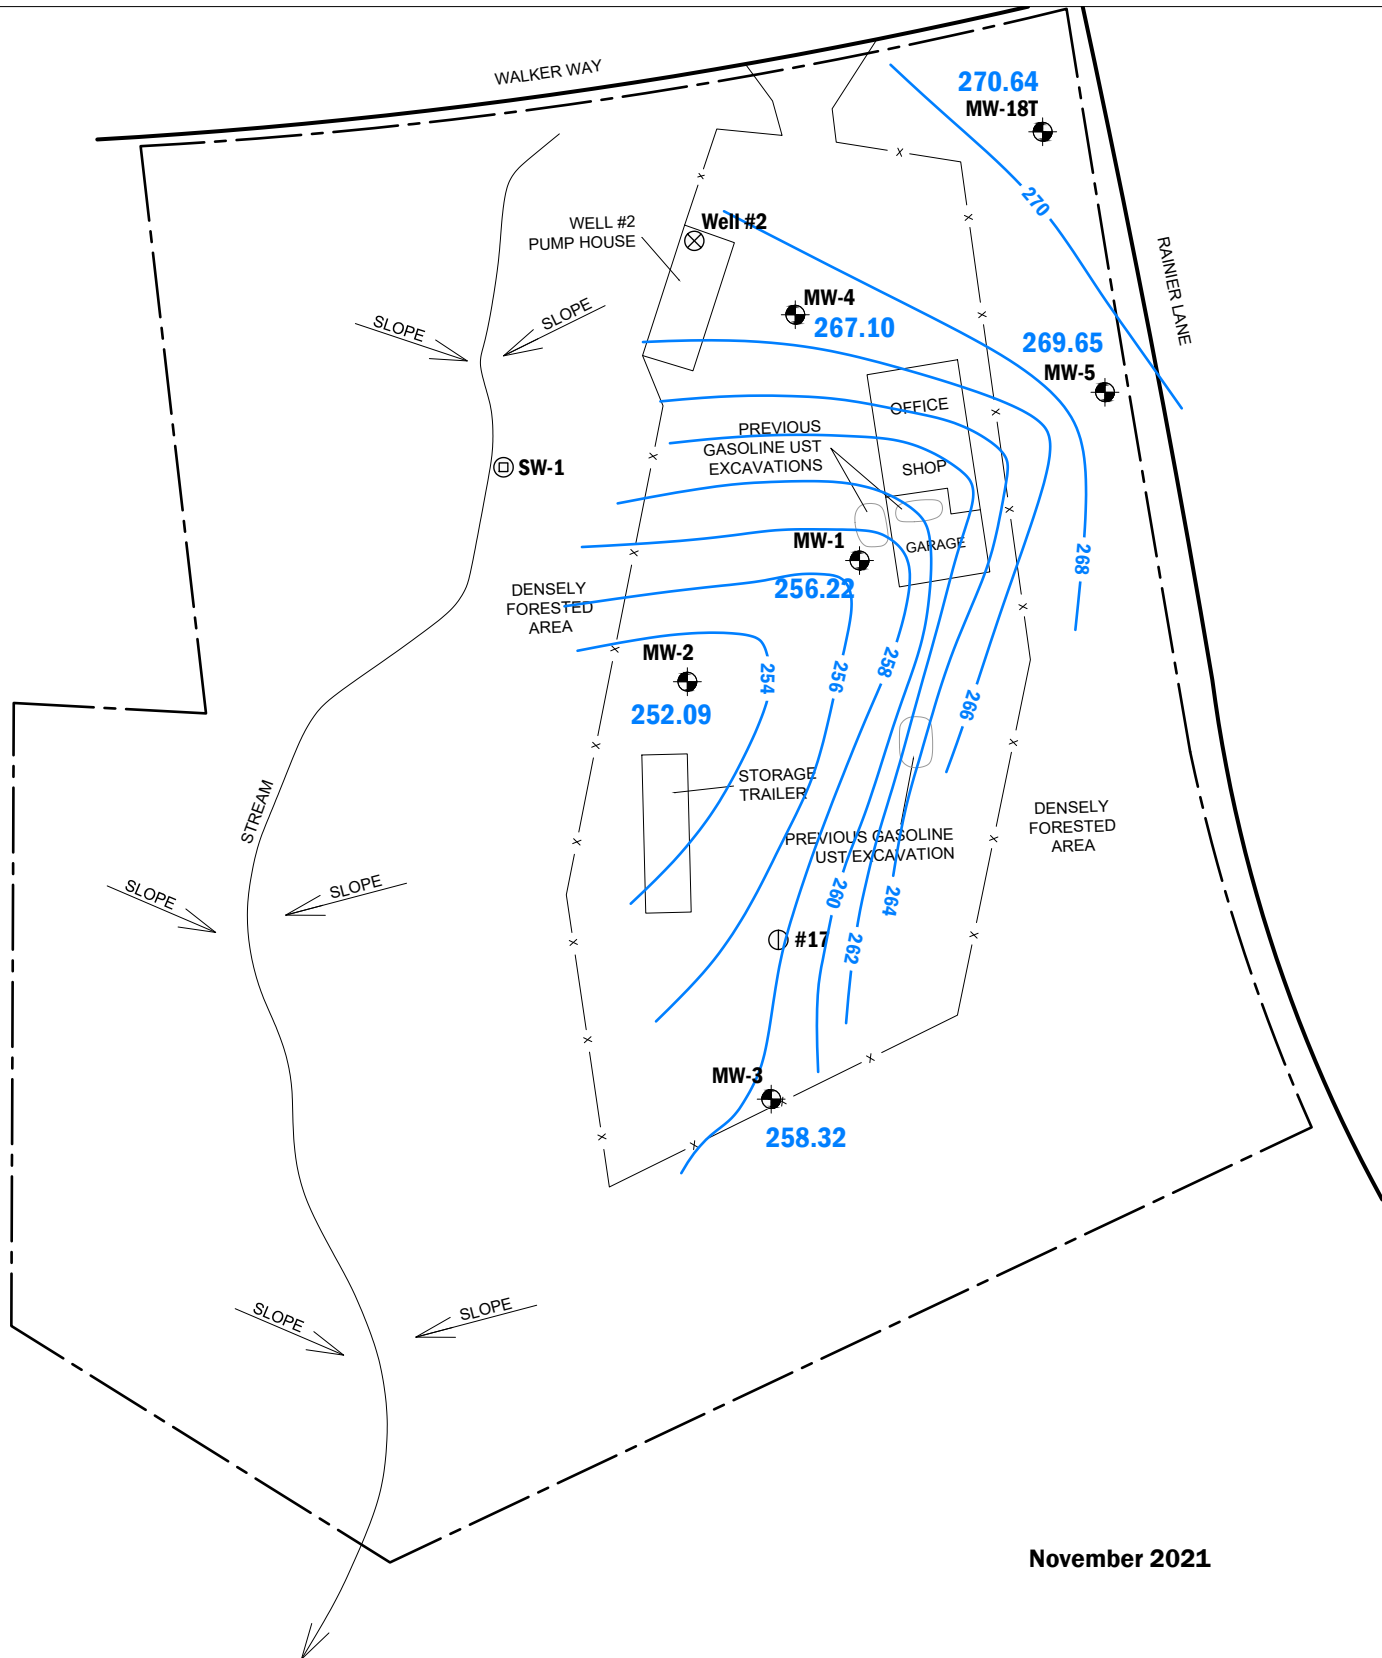 WALKER WAY
270.64
MW-18T
270
WELL #2
PUMP HOUSE
Well #2
RAINIER LANE
SLOPE
SLOPE
MW-4
267.10
269.65
MW-5
OFFICE
PREVIOUS
GASOLINE UST
EXCAVATIONS
SHOP
SW-1
MW-1
GARAGE
268
256.22
DENSELY
FORESTED
AREA
MW-2
254
256
258
266
252.09
STORAGE
TRAILER
STREAM
DENSELY
FORESTED
AREA
PREVIOUS GASOLINE
UST EXCAVATION
SLOPE
SLOPE
260
264
#17
262
MW-3
258.32
SLOPE
SLOPE
November 2021